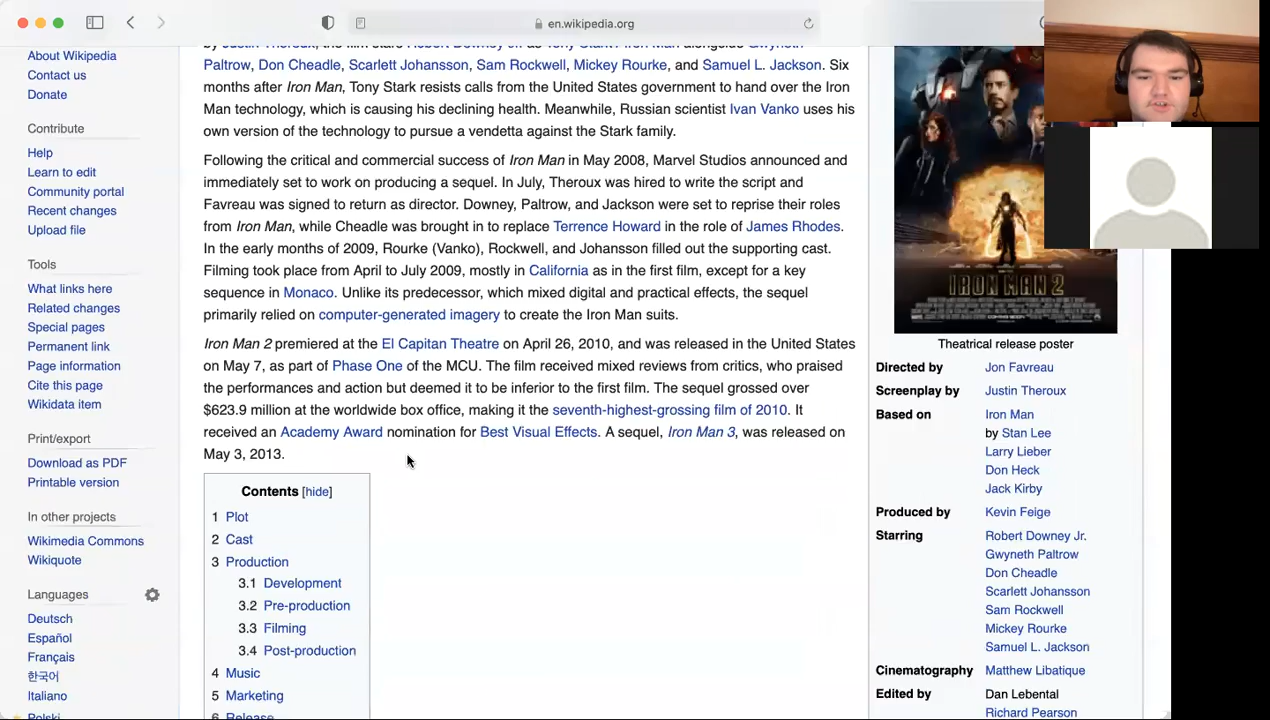 en.wikipedia.org
About Wikipedia
Contact us
Donate
Contribute
Help
Learn to edit
Community portal
Recent changes
Upload file
Tools
What links here
Related changes
Special pages
Permanent link
Page information
Cite this page
Wikidata item
Print/export
Download as PDF
Printable version
In other projects
Wikimedia Commons
Wikiquote
Languages
Deutsch
Español
Français
한국어
Italiano
Polski
by Justin Theroux, the film stars Robert Downey Jr. as Tony Stark / Iron Man alongside Gwyneth
Paltrow, Don Cheadle, Scarlett Johansson, Sam Rockwell, Mickey Rourke, and Samuel L. Jackson. Six
months after Iron Man, Tony Stark resists calls from the United States government to hand over the Iron
Man technology, which is causing his declining health. Meanwhile, Russian scientist Ivan Vanko uses his
own version of the technology to pursue a vendetta against the Stark family.
Following the critical and commercial success of Iron Man in May 2008, Marvel Studios announced and
immediately set to work on producing a sequel. In July, Theroux was hired to write the script and
Favreau was signed to return as director. Downey, Paltrow, and Jackson were set to reprise their roles
from Iron Man, while Cheadle was brought in to replace Terrence Howard in the role of James Rhodes.
In the early months of 2009, Rourke (Vanko), Rockwell, and Johansson filled out the supporting cast.
Filming took place from April to July 2009, mostly in California as in the first film, except for a key
sequence in Monaco. Unlike its predecessor, which mixed digital and practical effects, the sequel
primarily relied on computer-generated imagery to create the Iron Man suits.
Iron Man 2 premiered at the El Capitan Theatre on April 26, 2010, and was released in the United States
on May 7, as part of Phase One of the MCU. The film received mixed reviews from critics, who praised
the performances and action but deemed it to be inferior to the first film. The sequel grossed over
$623.9 million at the worldwide box office, making it the seventh-highest-grossing film of 2010. It
received an Academy Award nomination for Best Visual Effects. A sequel, Iron Man 3, was released on
May 3, 2013.
Contents [hide]
1 Plot
2 Cast
3 Production
3.1 Development
3.2 Pre-production
3.3 Filming
3.4 Post-production
4 Music
5 Marketing
6 Release
IRON MAN 2
COMING SOON
Theatrical release poster
Directed by Jon Favreau
Screenplay by Justin Theroux
Based on Iron Man
by Stan Lee
Larry Lieber
Don Heck
Jack Kirby
Produced by Kevin Feige
Starring Robert Downey Jr.
Gwyneth Paltrow
Don Cheadle
Scarlett Johansson
Sam Rockwell
Mickey Rourke
Samuel L. Jackson
Cinematography Matthew Libatique
Edited by Dan Lebental
Richard Pearson